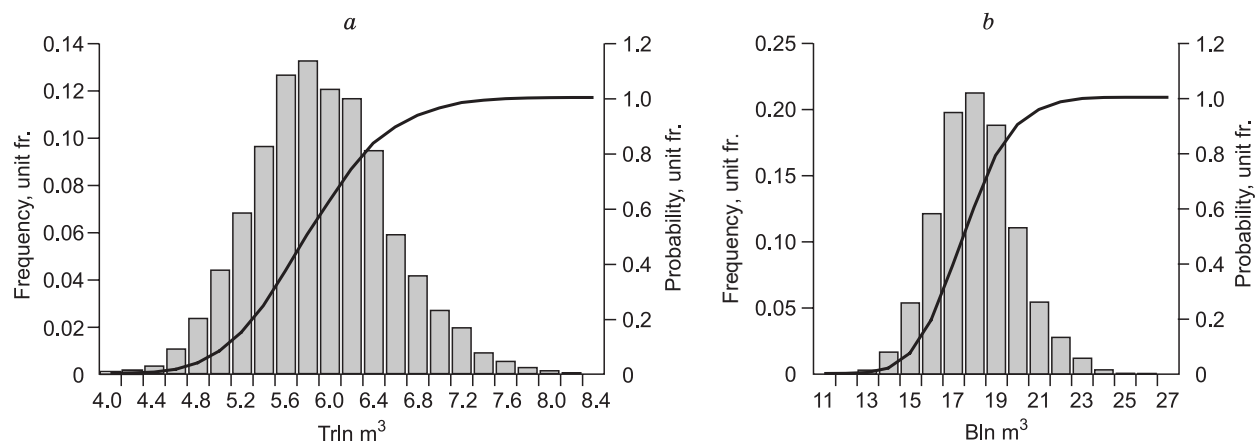 a
0.14
0.12
0.10
0.08
0.06
0.04
0.02
0
Frequency, unit fr.
1.2
1.0
0.8
0.6
0.4
0.2
0
Probability, unit fr.
4.0 4.4 4.8 5.2 5.6 6.0 6.4 6.8 7.2 7.6 8.0 8.4
Trln m³
b
0.25
0.20
0.15
0.10
0.05
0
Frequency, unit fr.
1.2
1.0
0.8
0.6
0.4
0.2
0
Probability, unit fr.
11 13 15 17 19 21 23 25 27
Bln m³